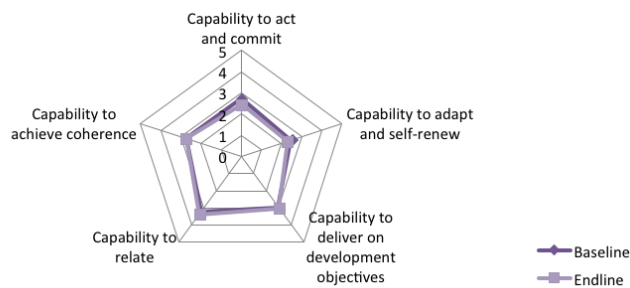 Capability to act
and commit
5
4
3
2
1
0
Capability to
achieve coherence
Capability to adapt
and self-renew
Capability to
relate
Capability to
deliver on
development
objectives
Baseline
Endline